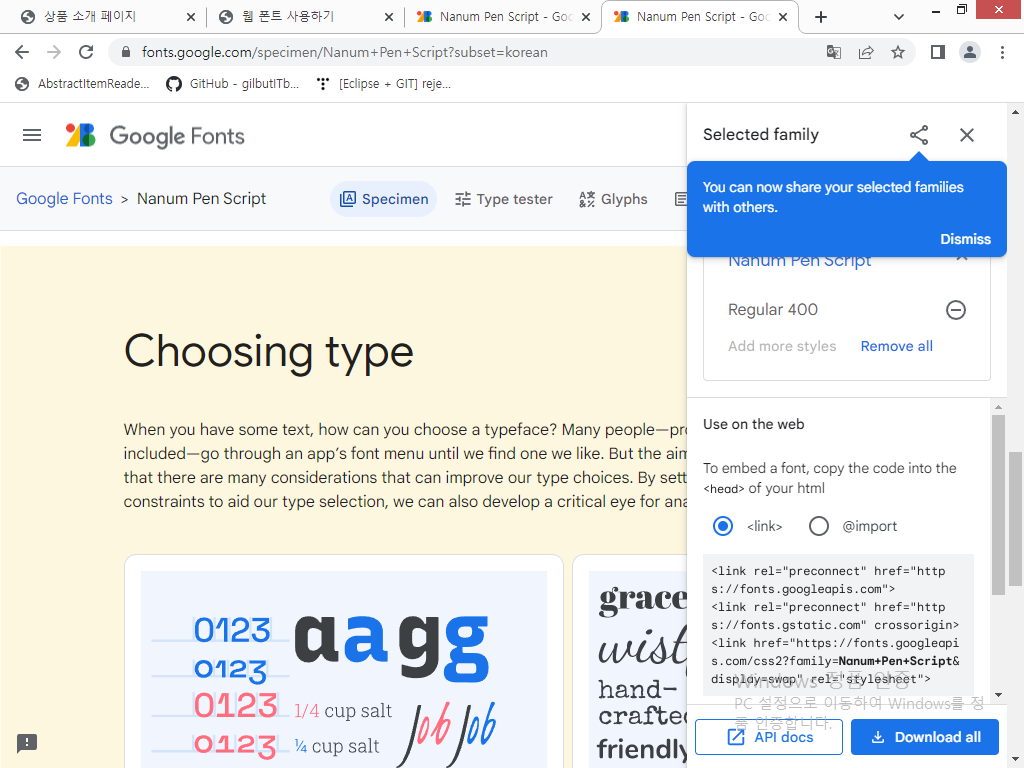 상품 소개 페이지
웹 폰트 사용하기
Nanum Pen Script - Goo
Nanum Pen Script - Goo
fonts.google.com/specimen/Nanum+Pen+Script?subset=korean
AbstractItemReade...
GitHub - gilbutITb...
[Eclipse + GIT] reje...
Google Fonts
Selected family
Google Fonts > Nanum Pen Script
Specimen
Type tester
Glyphs
You can now share your selected families
with others.
Dismiss
Nanum Pen Script
Regular 400
Add more styles
Remove all
Choosing type
When you have some text, how can you choose a typeface? Many people—pro
included—go through an app's font menu until we find one we like. But the aim
that there are many considerations that can improve our type choices. By sett
constraints to aid our type selection, we can also develop a critical eye for ana
Use on the web
To embed a font, copy the code into the
<head> of your html
<link>
@import
<link rel="preconnect" href="http
s://fonts.googleapis.com">
<link rel="preconnect" href="http
s://fonts.gstatic.com" crossorigin>
<link href="https://fonts.googleapi
s.com/css2?family=Nanum+Pen+Script&
display=swap" rel="stylesheet">
0123
0123
0123
0123
aagg
1/4 cup salt
¼ cup salt
Job Job
grace
wist
hand-
crafted
friendly
Windows 정품 인증
PC 설정으로 이동하여 Windows를 정
품 인증합니다.
API docs
Download all